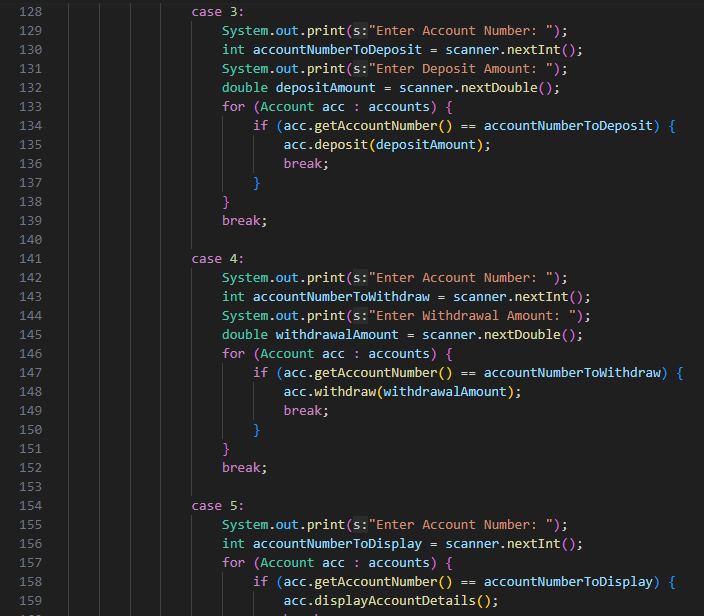 128 case 3:
129 System.out.print(s:"Enter Account Number: ");
130 int accountNumberToDeposit = scanner.nextInt();
131 System.out.print(s:"Enter Deposit Amount: ");
132 double depositAmount = scanner.nextDouble();
133 for (Account acc : accounts) {
134 if (acc.getAccountNumber() == accountNumberToDeposit) {
135 acc.deposit(depositAmount);
136 break;
137 }
138 }
139 break;
140
141 case 4:
142 System.out.print(s:"Enter Account Number: ");
143 int accountNumberToWithdraw = scanner.nextInt();
144 System.out.print(s:"Enter Withdrawal Amount: ");
145 double withdrawalAmount = scanner.nextDouble();
146 for (Account acc : accounts) {
147 if (acc.getAccountNumber() == accountNumberToWithdraw) {
148 acc.withdraw(withdrawalAmount);
149 break;
150 }
151 }
152 break;
153
154 case 5:
155 System.out.print(s:"Enter Account Number: ");
156 int accountNumberToDisplay = scanner.nextInt();
157 for (Account acc : accounts) {
158 if (acc.getAccountNumber() == accountNumberToDisplay) {
159 acc.displayAccountDetails();